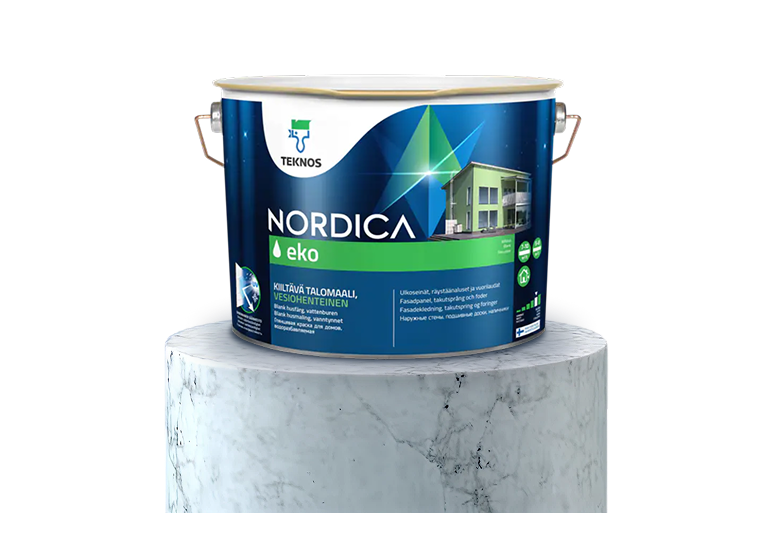 TEKNOS
NORDICA
eko
KIILTÄVÄ TALOMAALI,
VESIOHENTEINEN
Blank husfärg, vattenburen
Blank husmaling, vanntynnet
Глянцевая краска для домов,
водоразбавляемая
Ulkoseinät, räystäänaluset ja vuorilaudat
Fasadpanel, takutsprång och foder
Fasadekledning, takutspring og foringer
Наружные стены, подшивные доски, наличники